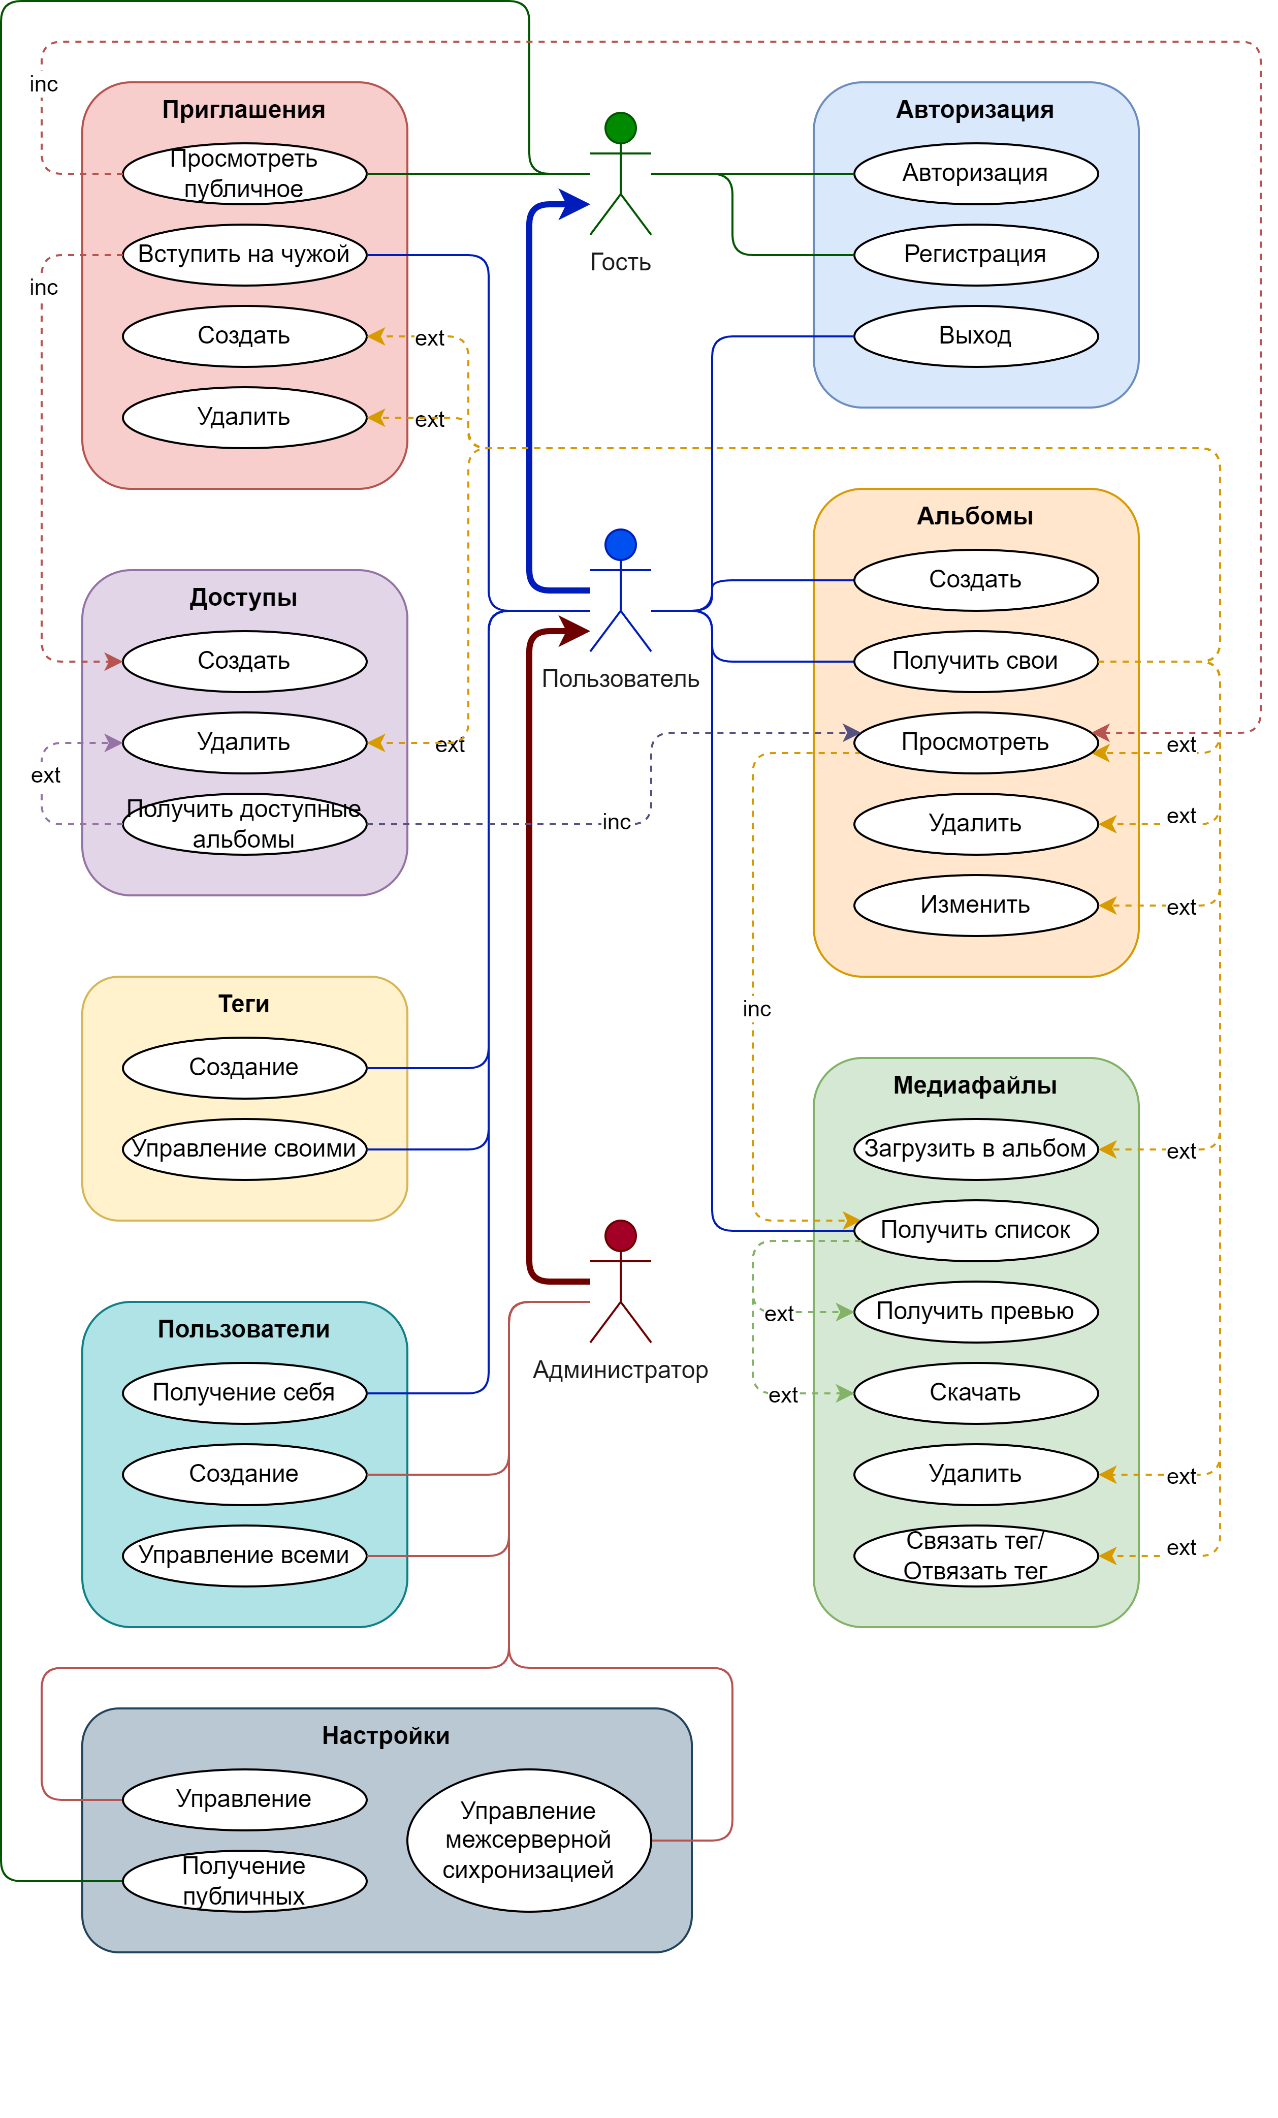 inc
Приглашения
Просмотреть
публичное
Вступить на чужой
inc
Создать
ext
Удалить
ext
Гость
Авторизация
Авторизация
Регистрация
Выход
Доступы
Создать
Удалить
ext
ext
Получить доступные
альбомы
inc
Пользователь
Альбомы
Создать
Получить свои
Просмотреть
ext
Удалить
ext
Изменить
ext
inc
Теги
Создание
Управление своими
Медиафайлы
Загрузить в альбом
ext
Получить список
Получить превью
ext
Скачать
ext
Удалить
ext
Связать тег/
Отвязать тег
ext
Администратор
Пользователи
Получение себя
Создание
Управление всеми
Настройки
Управление
Получение
публичных
Управление
межсерверной
сихронизацией